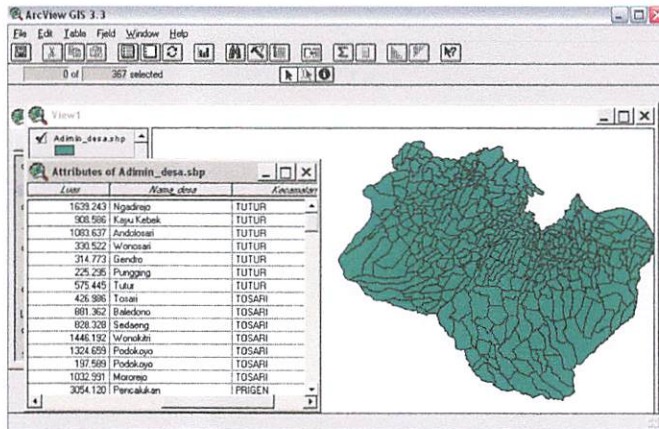 ArcView GIS 3.3
File Edit Table Field Window Help
0 of 367 selected
View1
Adimin_desa.shp
Attributes of Adimin_desa.shp
Luas Nama_desa Kecamatan
1639.243 Ngadirejo TUTUR
908.586 Kayu Kebek TUTUR
1083.637 Andolosari TUTUR
330.522 Wonosari TUTUR
314.773 Gendro TUTUR
225.295 Pungging TUTUR
575.445 Tutur TUTUR
426.986 Tosari TOSARI
881.362 Baledono TOSARI
828.328 Sedaeng TOSARI
1446.192 Wonokitri TOSARI
1324.659 Podokoyo TOSARI
197.589 Podokoyo TOSARI
1032.991 Mororejo TOSARI
3054.120 Pencalukan PRIGEN